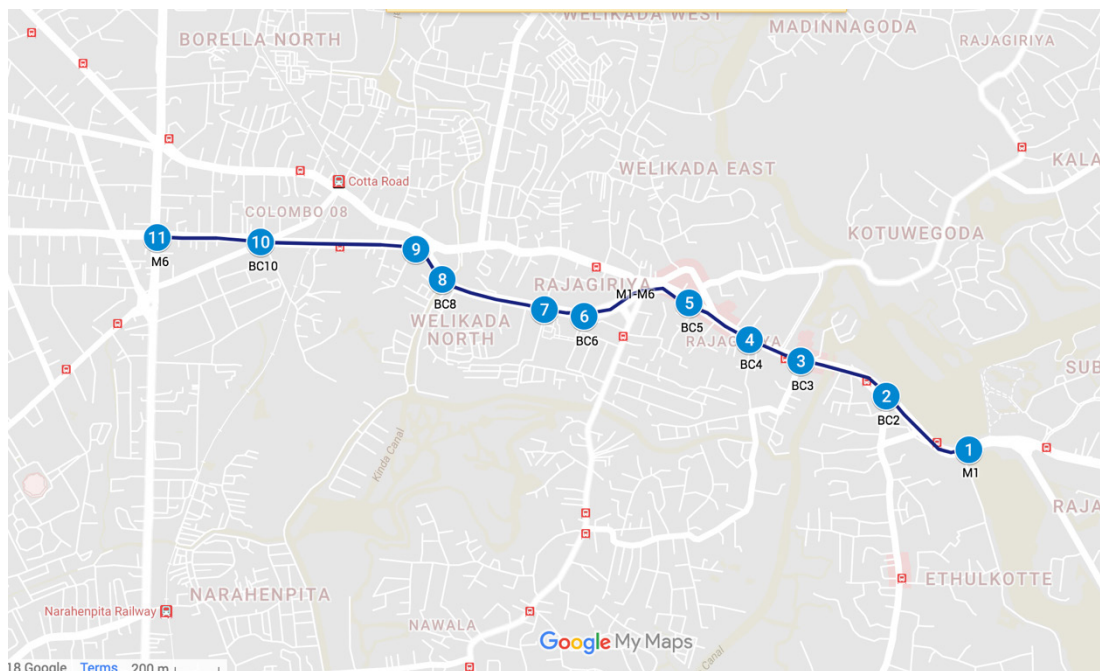 WELIKADA WEST
MADINNAGODA
BORELLA NORTH
RAJAGIRIYA
KALA
WELIKADA EAST
Cotta Road
COLOMBO 08
KOTUWEGODA
11
M6
10
BC10
9
8
BC8
RAJAGIRIYA
M1-M6
7
6
BC6
5
BC5
WELIKADA
NORTH
4
BC4
RAJAGIRIYA
3
BC3
SUB
2
BC2
1
M1
Kinda Canal
RAJA
ETHULKOTTE
NARAHENPITA
Narahenpita Railway
NAWALA
Google My Maps
Canal
18 Google Terms 200 m